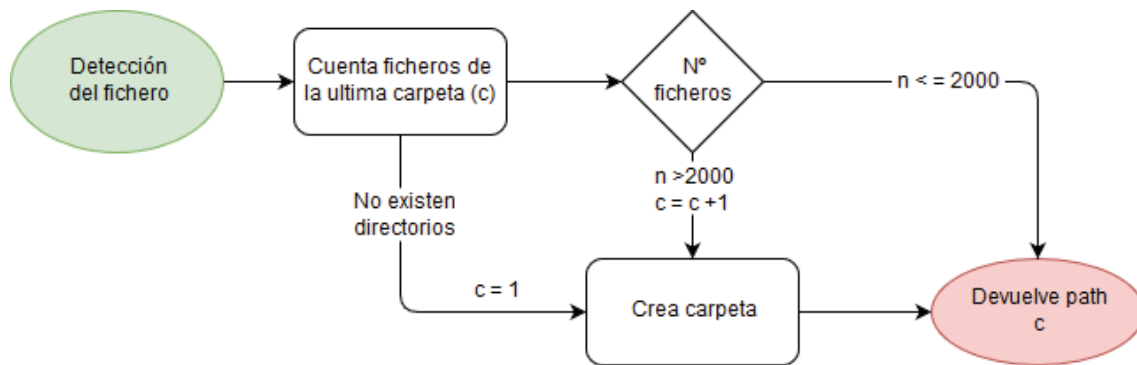 Detección
del fichero
Cuenta ficheros de
la ultima carpeta (c)
Nº
ficheros
n < = 2000
n >2000
c = c +1
No existen
directorios
c = 1
Crea carpeta
Devuelve path
c